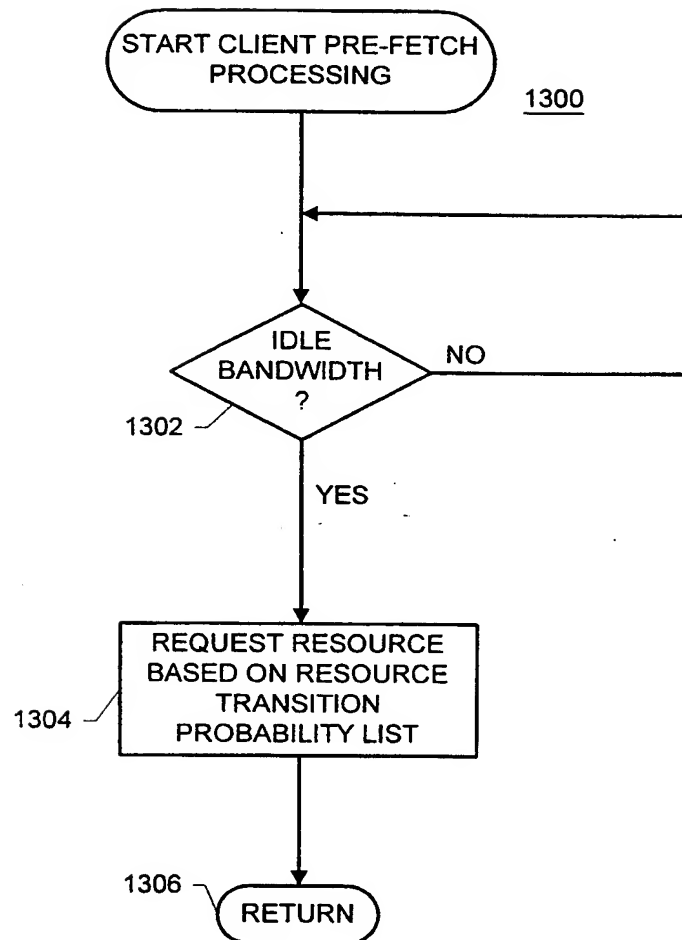 START CLIENT PRE-FETCH
PROCESSING
1300
IDLE
BANDWIDTH
?
NO
1302
YES
REQUEST RESOURCE
BASED ON RESOURCE
TRANSITION
PROBABILITY LIST
1304
1306
RETURN